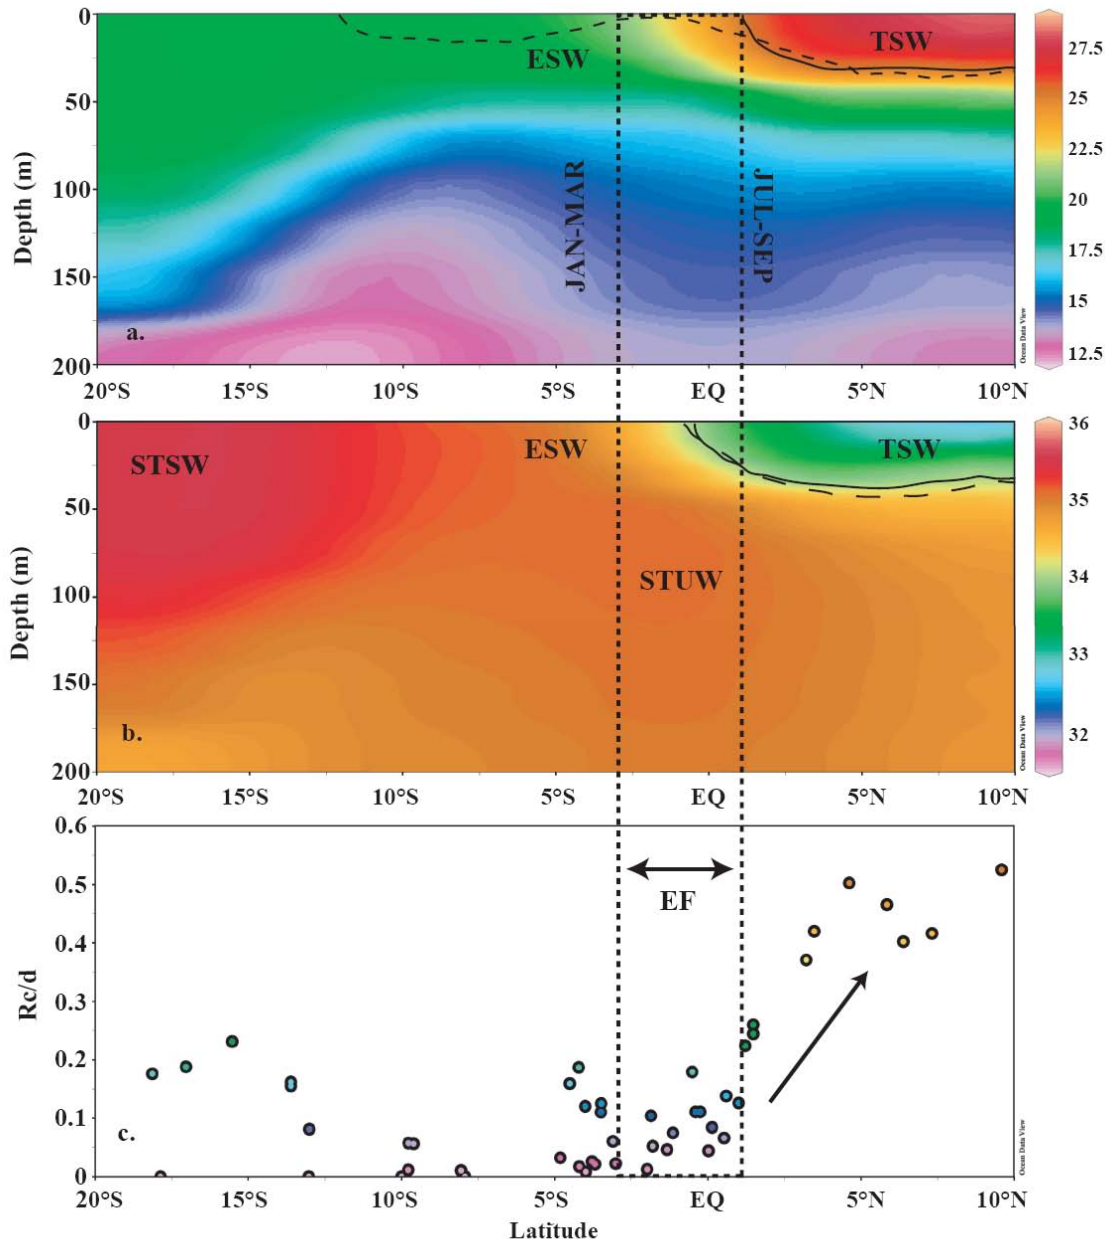 0
50
100
150
200
Depth (m)
ESW
TSW
JAN-MAR
JUL-SEP
a.
20°S
15°S
10°S
5°S
EQ
5°N
10°N
27.5
25
22.5
20
17.5
15
12.5
Ocean Data View
0
50
100
150
200
Depth (m)
STSW
ESW
TSW
STUW
b.
20°S
15°S
10°S
5°S
EQ
5°N
10°N
36
35
34
33
32
Ocean Data View
0.6
0.5
0.4
0.3
0.2
0.1
0
Rc/d
EF
c.
20°S
15°S
10°S
5°S
EQ
5°N
10°N
Latitude
Ocean Data View